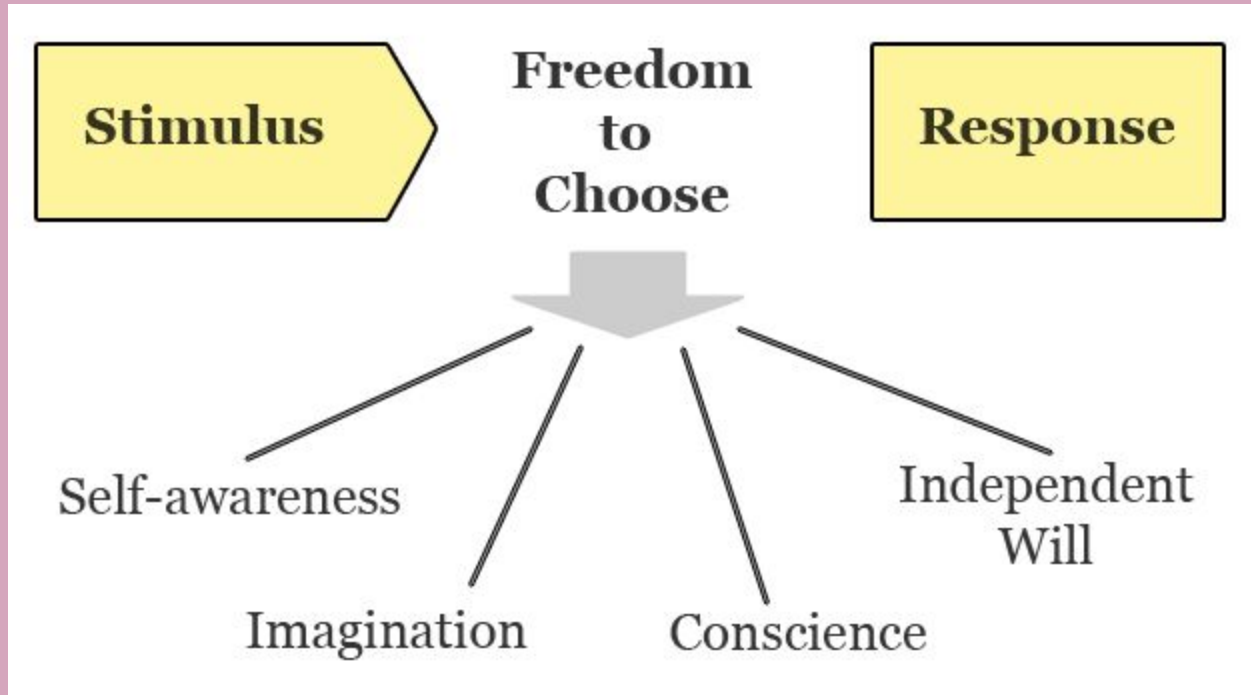 Stimulus
Freedom
to
Choose
Response
Self-awareness
Imagination
Conscience
Independent
Will